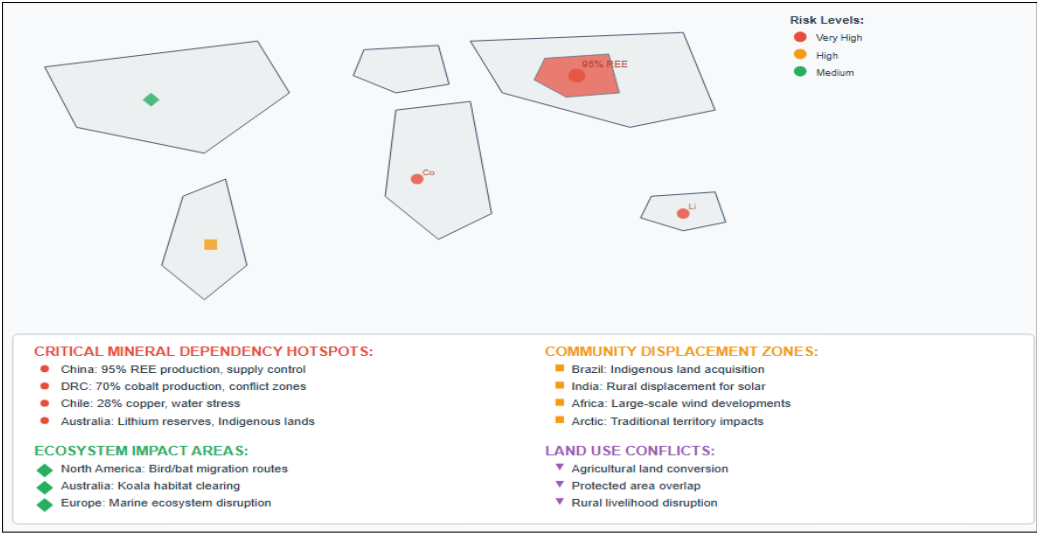 Risk Levels:
Very High
High
Medium
95% REE
Co
Li
CRITICAL MINERAL DEPENDENCY HOTSPOTS:
China: 95% REE production, supply control
DRC: 70% cobalt production, conflict zones
Chile: 28% copper, water stress
Australia: Lithium reserves, Indigenous lands
ECOSYSTEM IMPACT AREAS:
North America: Bird/bat migration routes
Australia: Koala habitat clearing
Europe: Marine ecosystem disruption
COMMUNITY DISPLACEMENT ZONES:
Brazil: Indigenous land acquisition
India: Rural displacement for solar
Africa: Large-scale wind developments
Arctic: Traditional territory impacts
LAND USE CONFLICTS:
Agricultural land conversion
Protected area overlap
Rural livelihood disruption